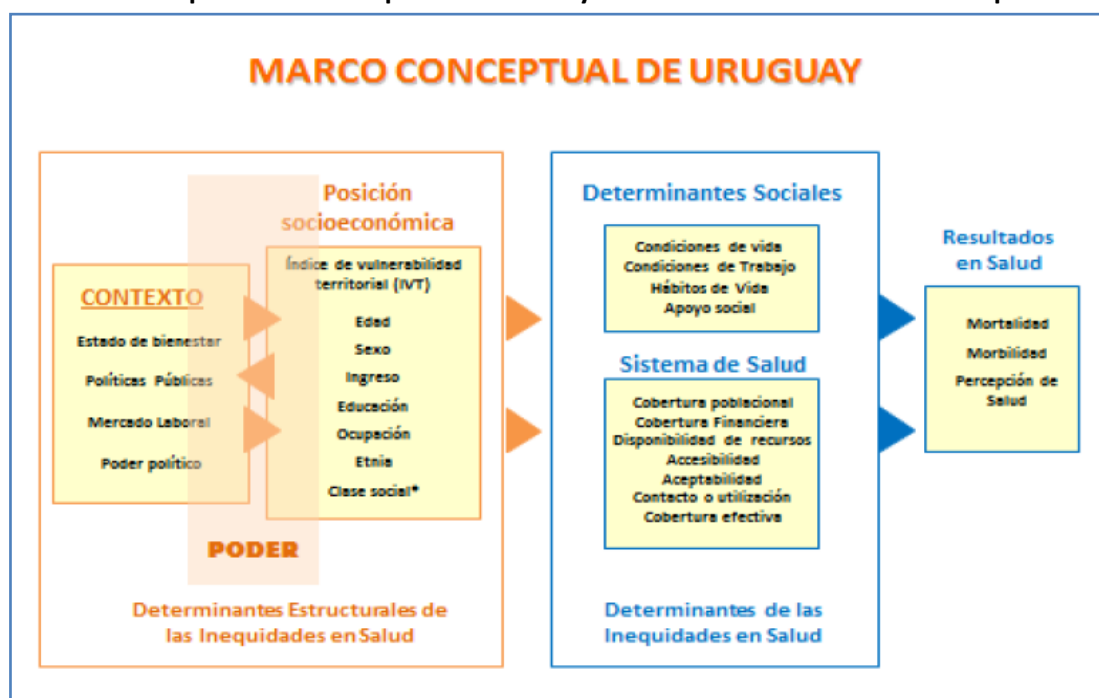 MARCO CONCEPTUAL DE URUGUAY
Posición
socioeconómica
Índice de vulnerabilidad
territorial (IVT)
Edad
Sexo
Ingreso
Educación
Ocupación
Etnia
Clase social*
CONTEXTO
Estado de bienestar
Políticas Públicas
Mercado Laboral
Poder político
PODER
Determinantes Estructurales de
las Inequidades en Salud
Determinantes Sociales
Condiciones de vida
Condiciones de Trabajo
Hábitos de Vida
Apoyo social
Sistema de Salud
Cobertura poblacional
Cobertura Financiera
Disponibilidad de recursos
Accesibilidad
Aceptabilidad
Contacto o utilización
Cobertura efectiva
Determinantes de las
Inequidades en Salud
Resultados
en Salud
Mortalidad
Morbilidad
Percepción de
Salud